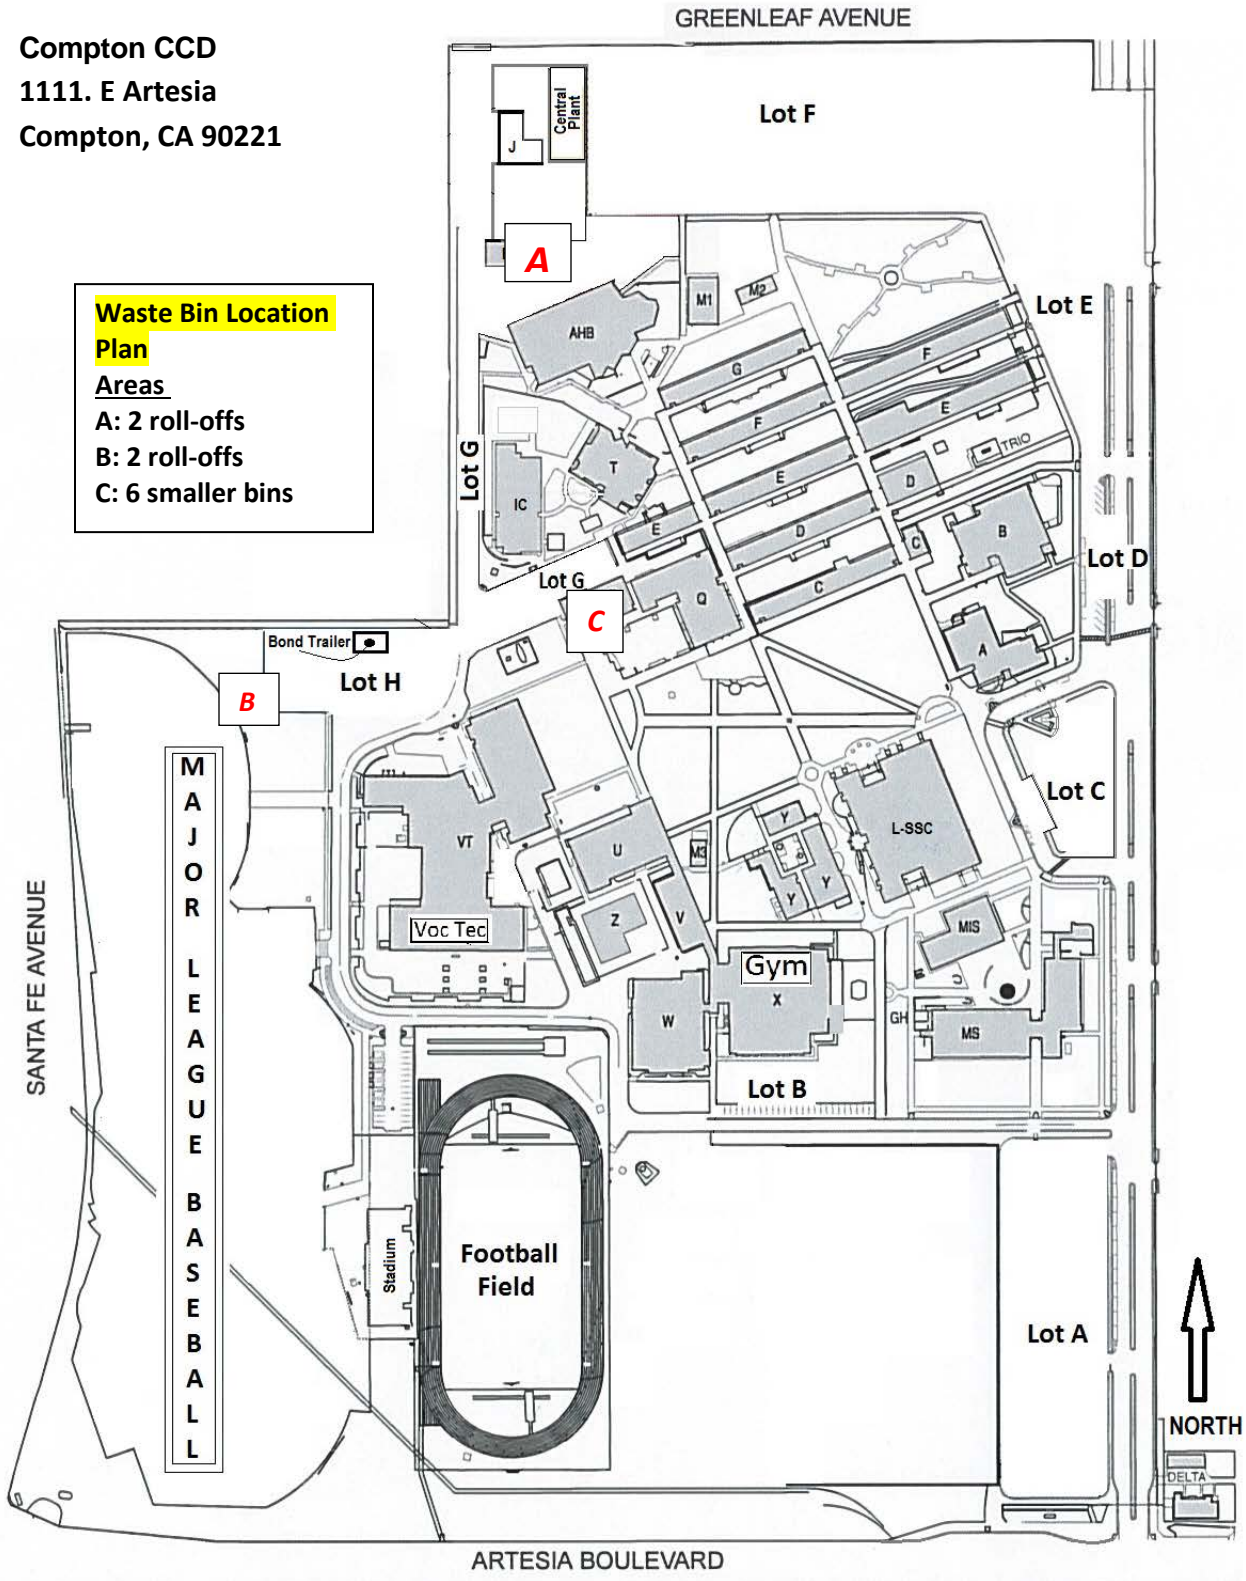 GREENLEAF AVENUE
Compton CCD
1111. E Artesia
Compton, CA 90221
Central
Plant
J
Lot F
A
Waste Bin Location
Plan
Areas
A: 2 roll-offs
B: 2 roll-offs
C: 6 smaller bins
M1
M2
Lot E
AHB
G
F
F
E
Lot G
T
TRIO
IC
E
D
E
D
C
B
Lot D
Lot G
C
Q
C
A
Bond Trailer
Lot H
B
MAJOR LEAGUE BASEBALL
Lot C
VT
U
M3
Y
Y
Y
L-SSC
Voc Tec
Z
V
MIS
Gym
X
W
GH
MS
Lot B
SANTA FE AVENUE
Stadium
Football
Field
Lot A
NORTH
DELTA
ARTESIA BOULEVARD